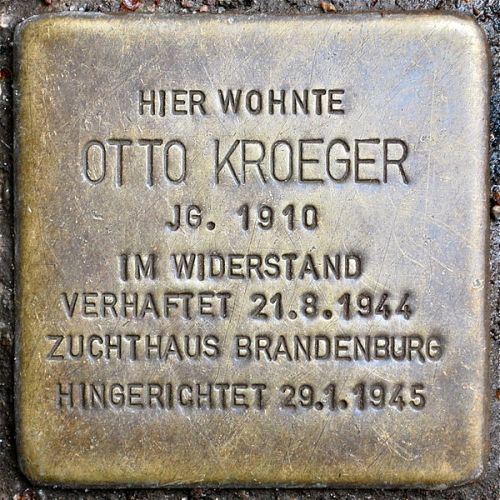 HIER WOHNTE
OTTO KROEGER
JG. 1910
IM WIDERSTAND
VERHAFTET 21.8.1944
ZUCHTHAUS BRANDENBURG
HINGERICHTET 29.1.1945